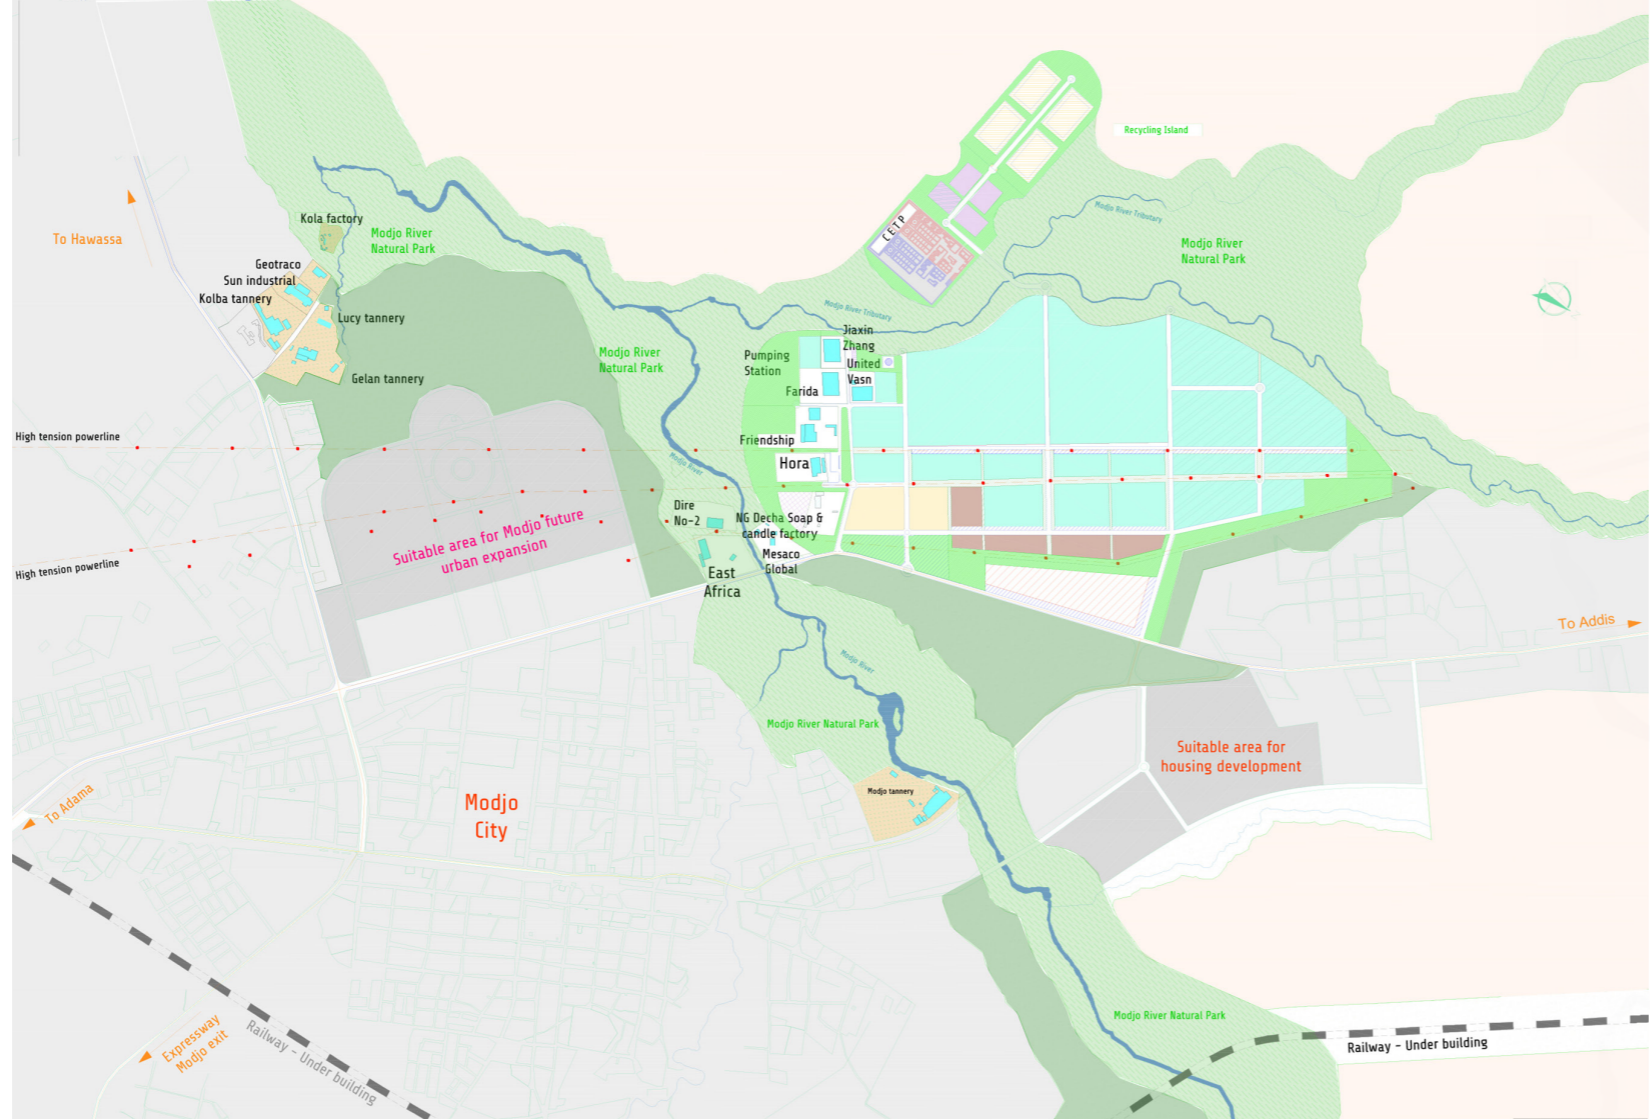 Recycling Island
Modjo River Tributary
CETP
Kola factory
Modjo River
Natural Park
To Hawassa
Modjo River
Natural Park
Geotraco
Sun industrial
Kolba tannery
Lucy tannery
Modjo River Tributary
Jiaxin
Zhang
Pumping
Station
United
Vasn
Modjo River
Natural Park
Gelan tannery
Farida
High tension powerline
Friendship
Modjo River
Hora
Dire
No-2
NG Decha Soap &
candle factory
Suitable area for Modjo future
urban expansion
Mesaco
Global
High tension powerline
East
Africa
To Addis
Modjo River
Modjo River Natural Park
Suitable area for
housing development
Modjo tannery
To Adama
Modjo
City
Modjo River Natural Park
Expressway
Modjo exit
Railway - Under building
Railway - Under building